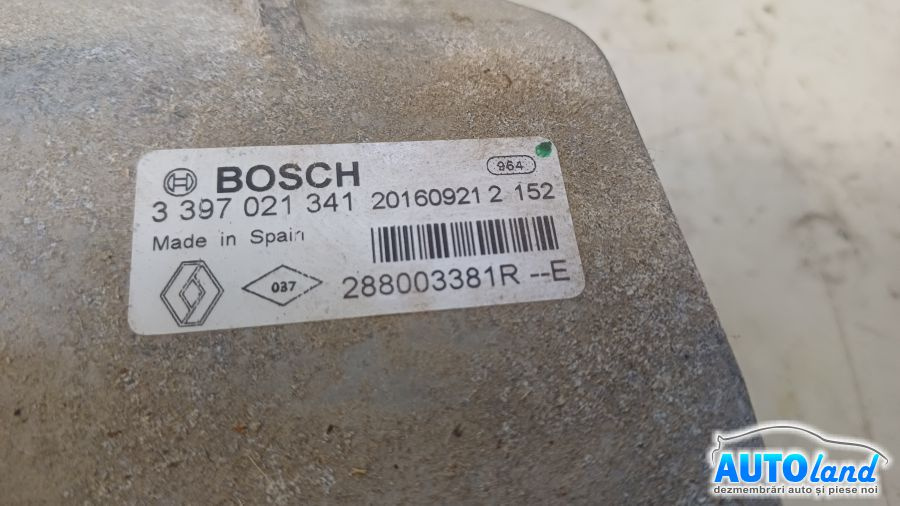 BOSCH 964
3 397 021 341 20160921 2 152
Made in Spain
037 288003381R --E
AUTOland
dezmembrări auto și piese noi